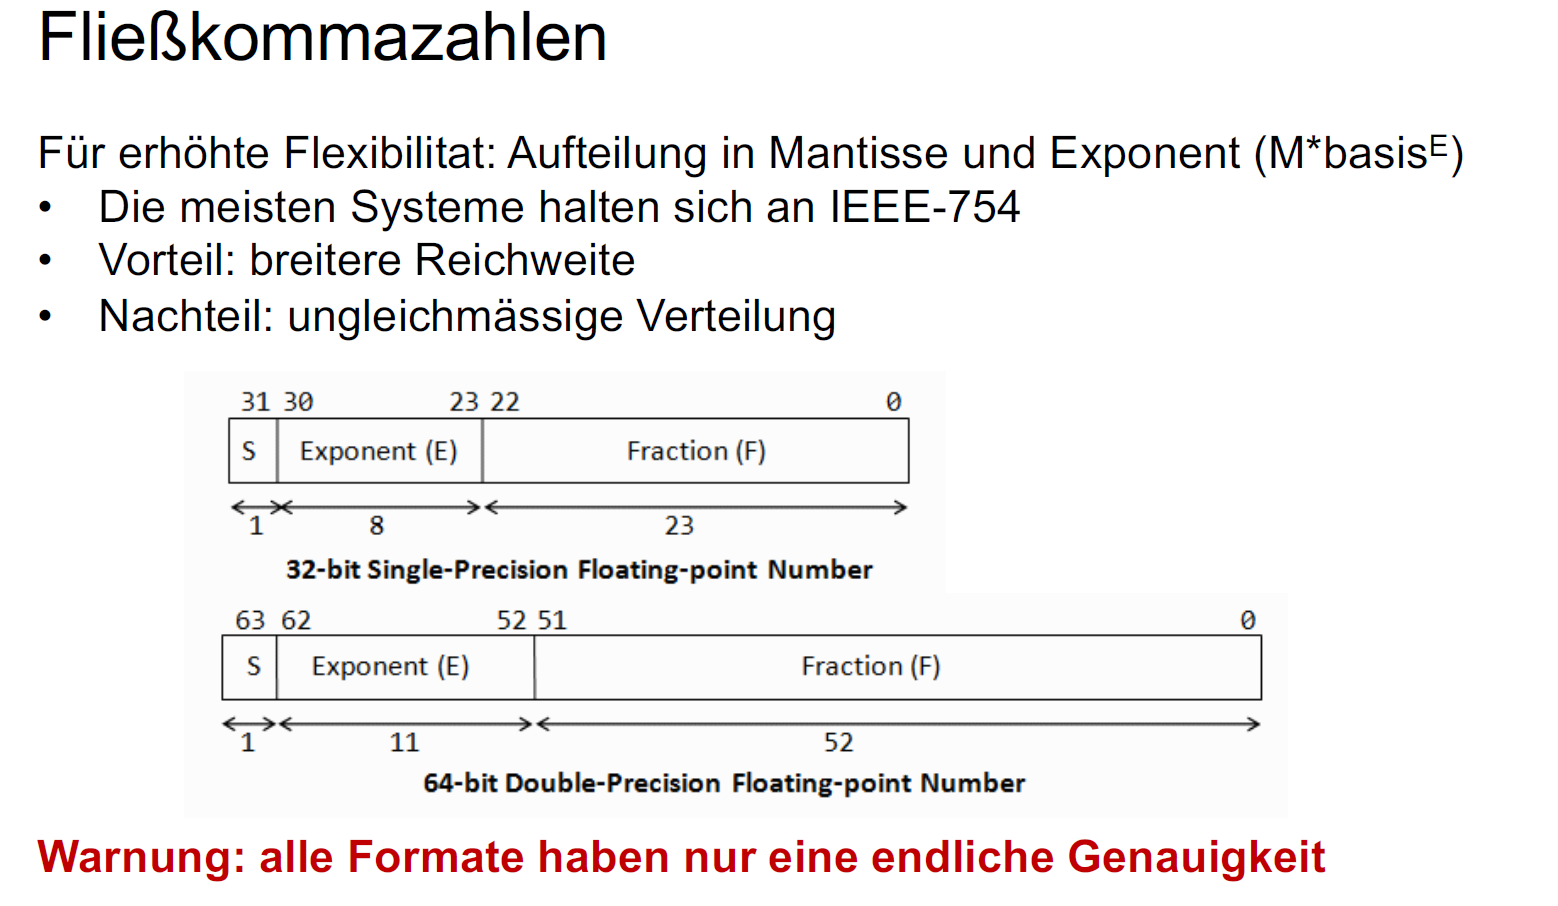 Fließkommazahlen
Für erhöhte Flexibilitat: Aufteilung in Mantisse und Exponent (M*basisᴱ)
• Die meisten Systeme halten sich an IEEE-754
• Vorteil: breitere Reichweite
• Nachteil: ungleichmässige Verteilung
31 30 23 22 0
S Exponent (E) Fraction (F)
1 8 23
32-bit Single-Precision Floating-point Number
63 62 52 51 0
S Exponent (E) Fraction (F)
1 11 52
64-bit Double-Precision Floating-point Number
Warnung: alle Formate haben nur eine endliche Genauigkeit